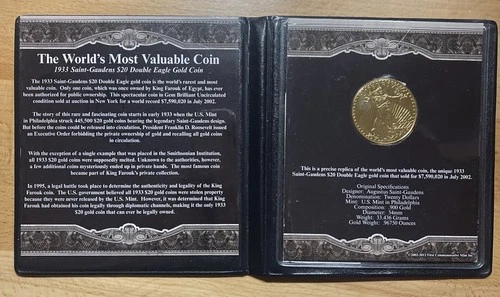 The World's Most Valuable Coin
1933 Saint-Gaudens $20 Double Eagle Gold Coin
The 1933 Saint-Gaudens $20 Double Eagle is the world's rarest and most
valuable coin. Only one coin, which was once owned by King Farouk of Egypt, has
ever been authorized for public ownership. This spectacular coin in Gem Brilliant Uncirculated
condition sold at auction in New York for a world record $7,590,020 in July 2002.
The story of this rare and fascinating coin starts in early 1933 when the U.S. Mint
in Philadelphia struck 445,500 $20 gold coins bearing the legendary Saint-Gaudens design.
But before the coins could be released into circulation, President Franklin D. Roosevelt issued
an Executive Order forbidding the private ownership of gold and recalling all gold coins
in circulation.
With the exception of a single example that was placed in the Smithsonian Institution,
all 1933 $20 gold coins were supposedly melted. Unknown to the authorities, however,
a few additional coins mysteriously ended up in private hands. The most famous coin
became part of King Farouk's private collection.
In 1995, a legal battle took place to determine the authenticity and legality of the King
Farouk coin. The U.S. government believed all 1933 $20 gold coins were stolen property
because they were never released by the U.S. Mint. However, it was determined that King
Farouk had obtained his coin legally through diplomatic channels, making it the only 1933
$20 gold coin that can ever be legally owned.
This is a precise replica of the world's most valuable coin, the unique 1933
Saint-Gaudens $20 Double Eagle gold coin that sold for $7,590,020 in July 2002.
Original Specifications
Designer: Augustus Saint-Gaudens
Denomination: Twenty Dollars
Mint: U.S. Mint in Philadelphia
Composition: .900 Gold
Diameter: 34mm
Weight: 33.436 Grams
Gold Weight: .96750 Ounces
©2002-2012 First Commemorative Mint Inc.